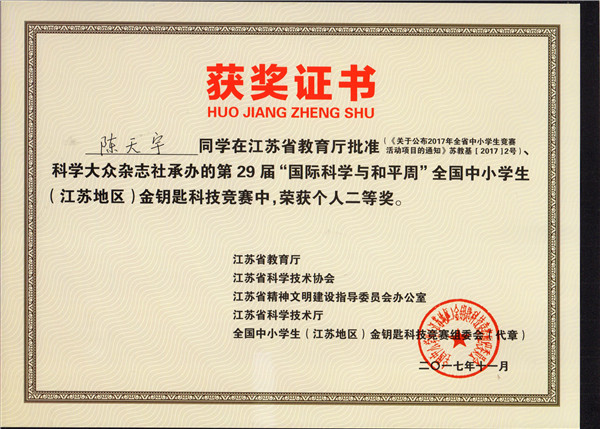 获奖证书
HUO JIANG ZHENG SHU
陈天宇 同学在江苏省教育厅批准(《关于公布2017年全省中小学生竞赛活动项目的通知》苏教基[2017]2号)、
科学大众杂志社承办的第29届“国际科学与和平周”全国中小学生
(江苏地区)金钥匙科技竞赛中,荣获个人二等奖。
江苏省教育厅
江苏省科学技术协会
江苏省精神文明建设指导委员会办公室
江苏省科学技术厅
全国中小学生(江苏地区)金钥匙科技竞赛组委会(代章)
二〇一七年十一月